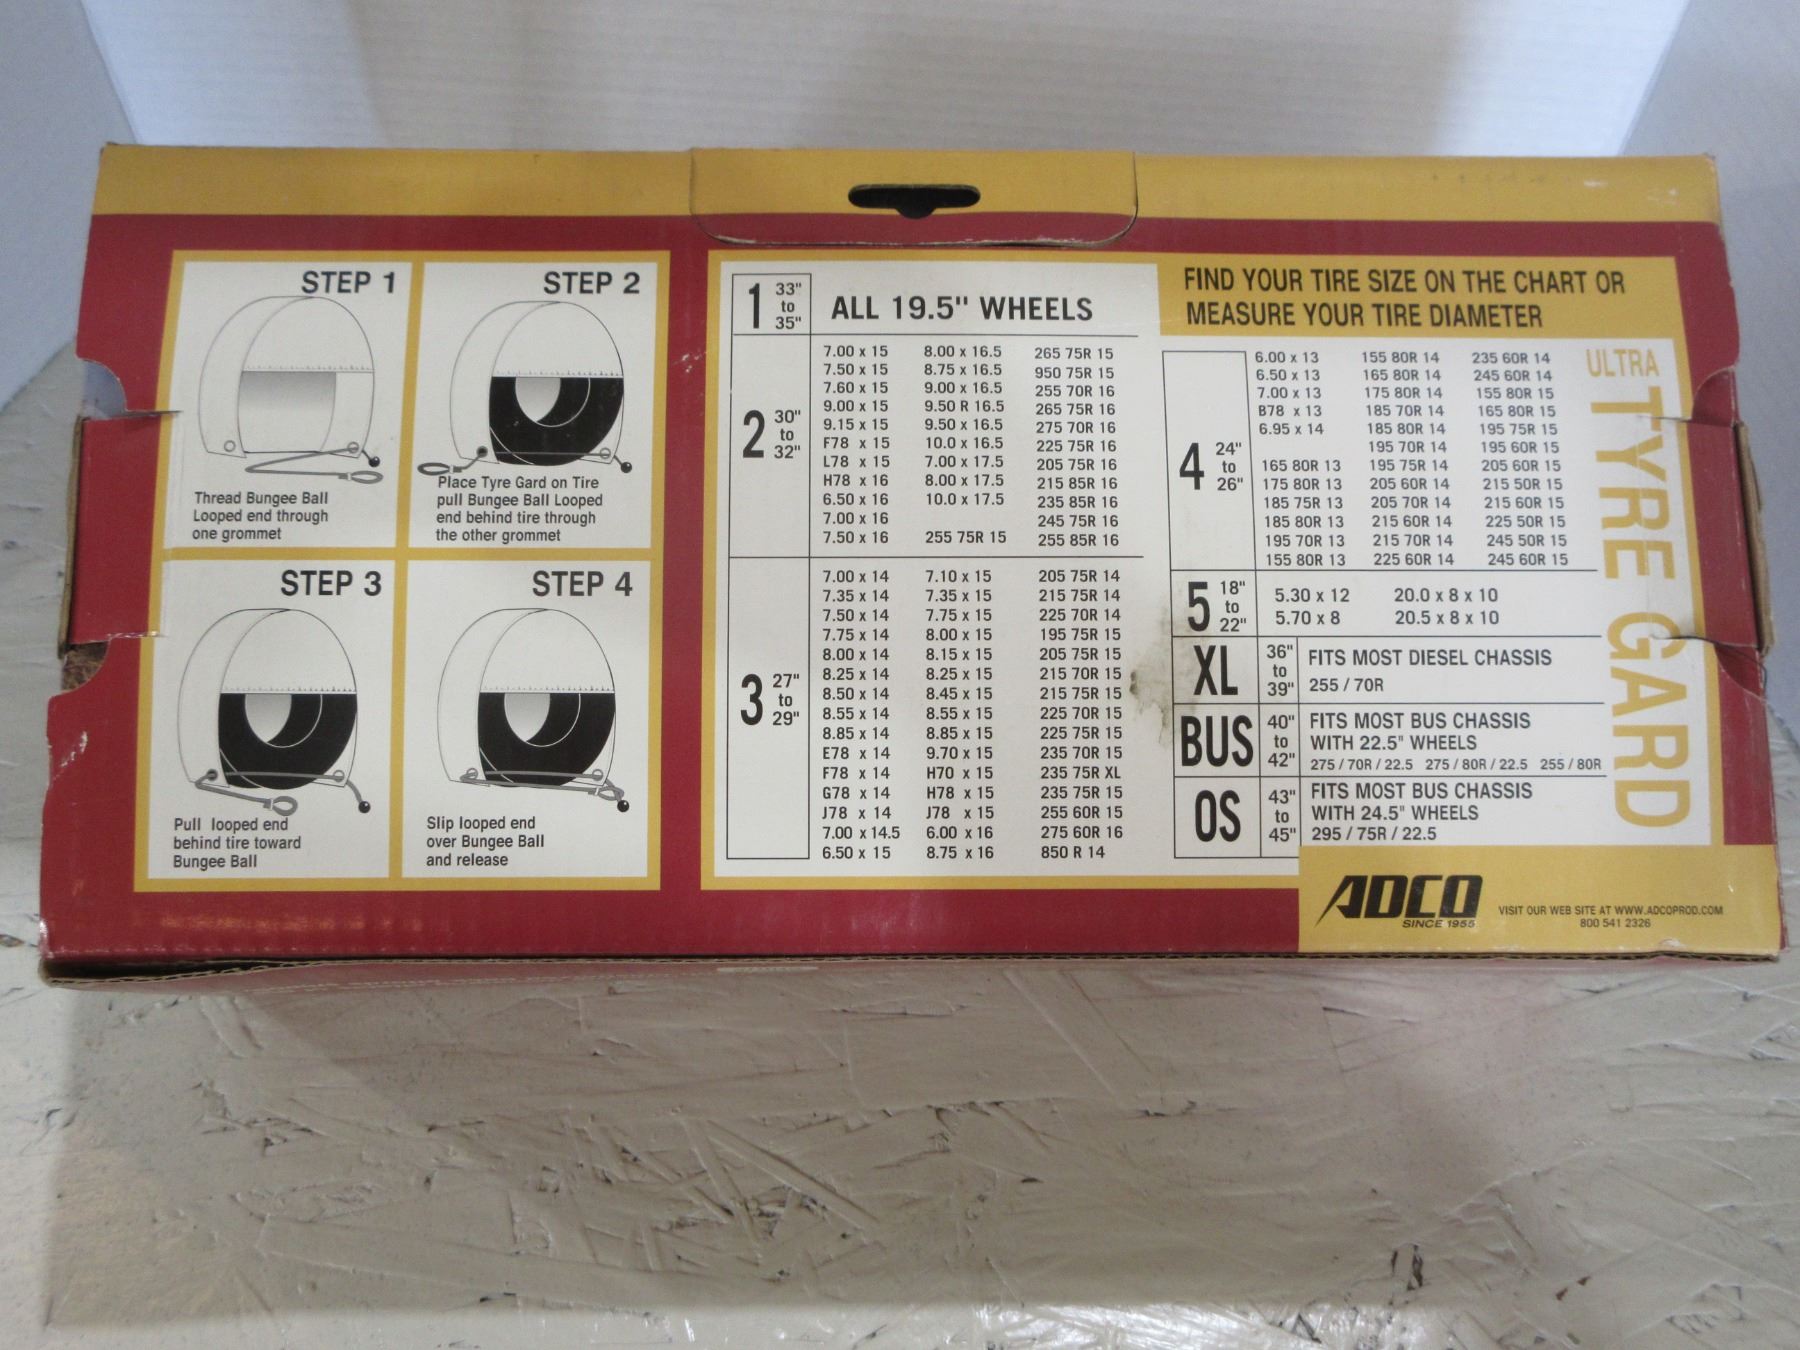 STEP 1
Thread Bungee Ball
Looped end through
one grommet
STEP 2
Place Tyre Gard on Tire
pull Bungee Ball Looped
end behind tire through
the other grommet
STEP 3
Pull looped end
behind tire toward
Bungee Ball
STEP 4
Slip looped end
over Bungee Ball
and release
1 33" to 35" ALL 19.5" WHEELS
2 30" to 32"
7.00 x 15 8.00 x 16.5 265 75R 15
7.50 x 15 8.75 x 16.5 950 75R 15
7.60 x 15 9.00 x 16.5 255 70R 16
9.00 x 15 9.50 R 16.5 265 75R 16
9.15 x 15 9.50 x 16.5 275 70R 16
F78 x 15 10.0 x 16.5 225 75R 16
L78 x 15 7.00 x 17.5 205 75R 16
H78 x 16 8.00 x 17.5 215 85R 16
6.50 x 16 10.0 x 17.5 235 85R 16
7.00 x 16 245 75R 16
7.50 x 16 255 75R 15 255 85R 16
3 27" to 29"
7.00 x 14 7.10 x 15 205 75R 14
7.35 x 14 7.35 x 15 215 75R 14
7.50 x 14 7.75 x 15 225 70R 14
7.75 x 14 8.00 x 15 195 75R 15
8.00 x 14 8.15 x 15 205 75R 15
8.25 x 14 8.25 x 15 215 70R 15
8.50 x 14 8.45 x 15 215 75R 15
8.55 x 14 8.55 x 15 225 70R 15
8.85 x 14 8.85 x 15 225 75R 15
E78 x 14 9.70 x 15 235 70R 15
F78 x 14 H70 x 15 235 75R XL
G78 x 14 H78 x 15 235 75R 15
J78 x 14 J78 x 15 255 60R 15
7.00 x 14.5 6.00 x 16 275 60R 16
6.50 x 15 8.75 x 16 850 R 14
FIND YOUR TIRE SIZE ON THE CHART OR
MEASURE YOUR TIRE DIAMETER
4 24" to 26"
6.00 x 13 155 80R 14 235 60R 14
6.50 x 13 165 80R 14 245 60R 14
7.00 x 13 175 80R 14 155 80R 15
B78 x 13 185 70R 14 165 80R 15
6.95 x 14 185 80R 14 195 75R 15
195 70R 14 195 60R 15
165 80R 13 195 75R 14 205 60R 15
175 80R 13 205 60R 14 215 50R 15
185 75R 13 205 70R 14 215 60R 15
185 80R 13 215 60R 14 225 50R 15
195 70R 13 215 70R 14 245 50R 15
155 80R 13 225 60R 14 245 60R 15
5 18" to 22"
5.30 x 12 20.0 x 8 x 10
5.70 x 8 20.5 x 8 x 10
XL 36" to 39"
FITS MOST DIESEL CHASSIS
255 / 70R
BUS 40" to 42"
FITS MOST BUS CHASSIS
WITH 22.5" WHEELS
275 / 70R / 22.5 275 / 80R / 22.5 255 / 80R
OS 43" to 45"
FITS MOST BUS CHASSIS
WITH 24.5" WHEELS
295 / 75R / 22.5
ULTRA
TYRE GARD
ADCO
SINCE 1955
VISIT OUR WEB SITE AT WWW.ADCOPROD.COM
800 541 2326